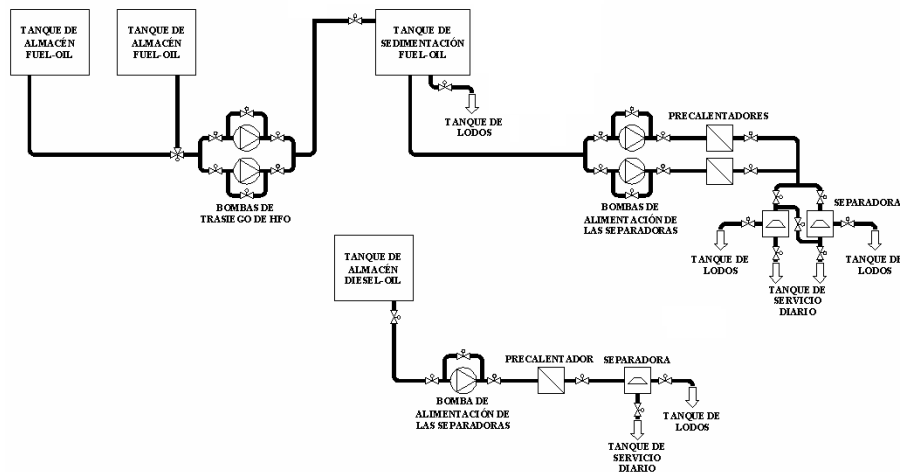 TANQUE DE
ALMACÉN
FUEL-OIL
TANQUE DE
ALMACÉN
FUEL-OIL
TANQUE DE
SEDIMENTACIÓN
FUEL-OIL
TANQUE DE
LODOS
PRECALENTADORES
BOMBAS DE
TRASIEGO DE HFO
BOMBAS DE
ALIMENTACIÓN DE
LAS SEPARADORAS
SEPARADORA
TANQUE DE
LODOS
TANQUE DE
LODOS
TANQUE DE
SERVICIO
DIARIO
TANQUE DE
ALMACÉN
DIESEL-OIL
PRECALENTADOR
SEPARADORA
BOMBA DE
ALIMENTACIÓN DE
LAS SEPARADORAS
TANQUE DE
LODOS
TANQUE DE
SERVICIO
DIARIO